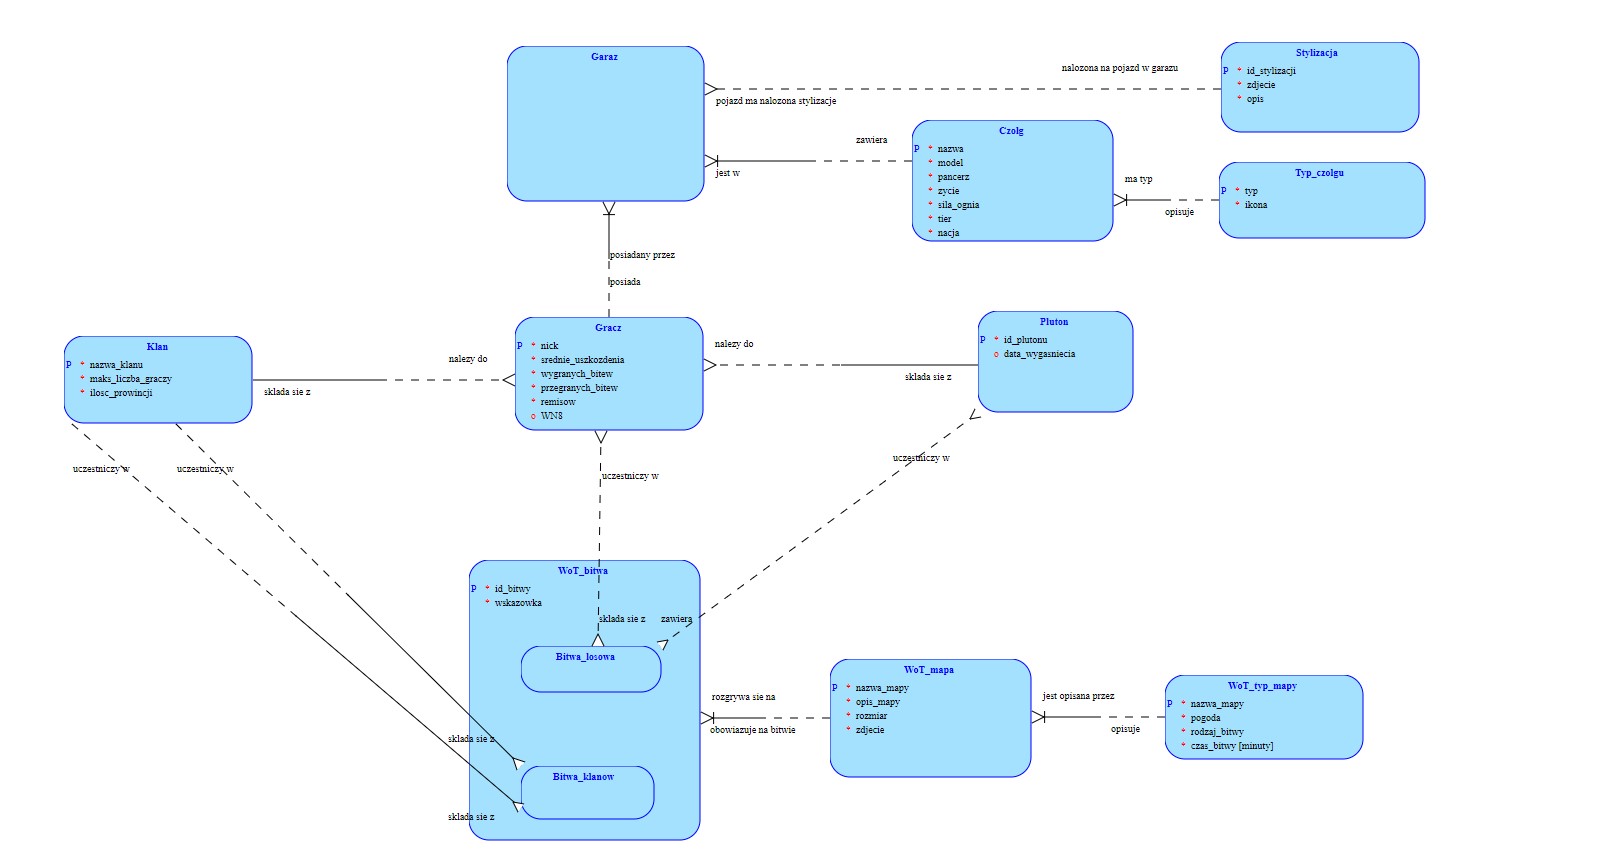 Garaz
nalozona na pojazd w garazu
pojazd ma nalozona stylizacje
Stylizacja
P * id_stylizacji
* zdjecie
* opis
zawiera
jest w
Czolg
P * nazwa
* model
* pancerz
* zycie
* sila_ognia
* tier
* nacja
ma typ
opisuje
Typ_czolgu
P * typ
* ikona
posiadany przez
posiada
Klan
P * nazwa_klanu
* maks_liczba_graczy
* ilosc_prowincji
nalezy do
sklada sie z
Gracz
P * nick
* srednie_uszkozdenia
* wygranych_bitew
* przegranych_bitew
* remisow
o WN8
nalezy do
sklada sie z
Pluton
P * id_plutonu
o data_wygasniecia
uczestniczy w
uczestniczy w
uczestniczy w
uczestniczy w
WoT_bitwa
P * id_bitwy
* wskazowka
sklada sie z
zawiera
Bitwa_losowa
rozgrywa sie na
obowiazuje na bitwie
WoT_mapa
P * nazwa_mapy
* opis_mapy
* rozmiar
* zdjecie
jest opisana przez
opisuje
WoT_typ_mapy
P * nazwa_mapy
* pogoda
* rodzaj_bitwy
* czas_bitwy [minuty]
sklada sie z
Bitwa_klanow
sklada sie z